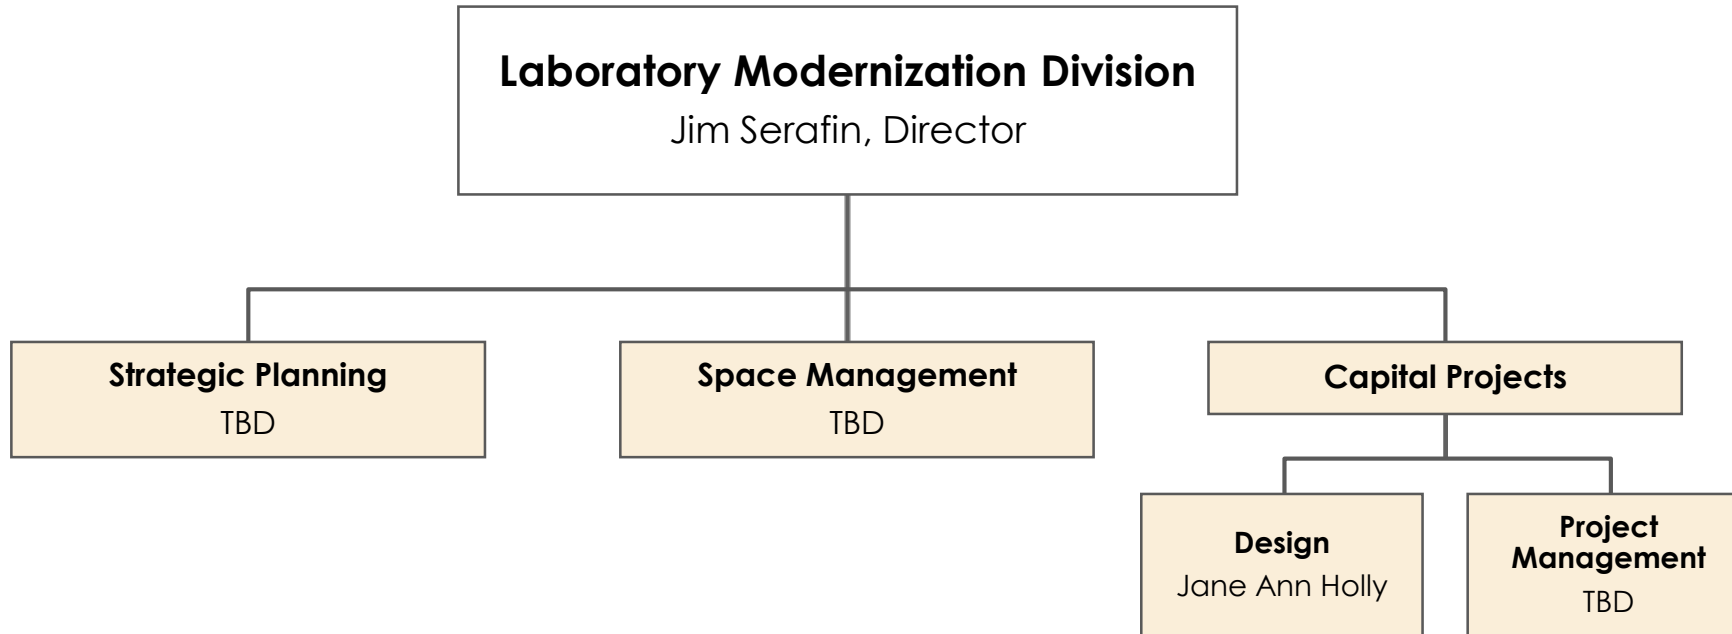 Laboratory Modernization Division
Jim Serafin, Director
Strategic Planning
TBD
Space Management
TBD
Capital Projects
Design
Jane Ann Holly
Project
Management
TBD